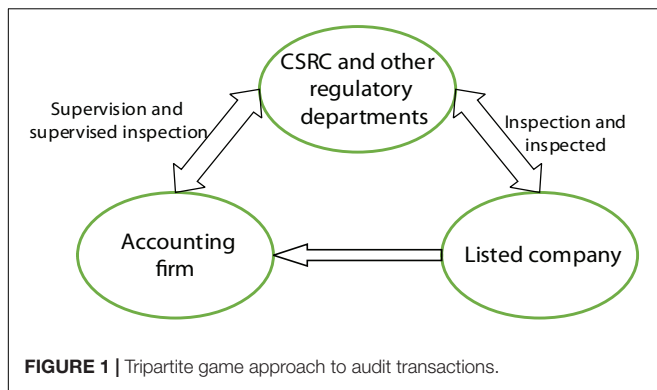 CSRC and other
regulatory
departments
Supervision and
supervised inspection
Inspection and
inspected
Accounting
firm
Listed company
FIGURE 1 | Tripartite game approach to audit transactions.